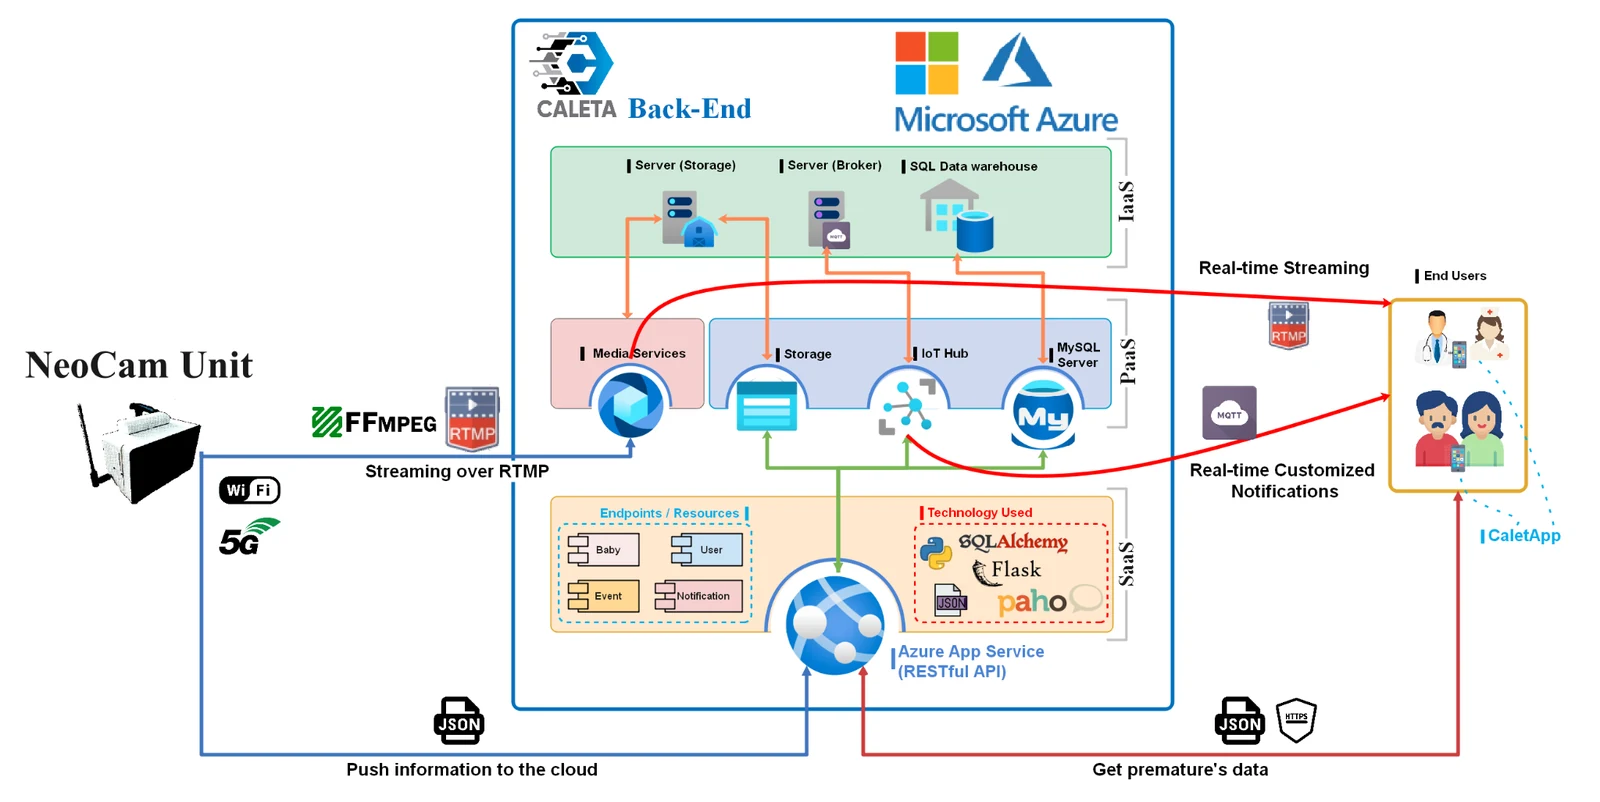 CALETA Back-End
Microsoft Azure
Server (Storage)
Server (Broker)
SQL Data warehouse
MQTT
IaaS
Real-time Streaming
End Users
RTMP
Media Services
Storage
IoT Hub
MySQL
Server
PaaS
My
NeoCam Unit
FFMPEG
RTMP
Streaming over RTMP
MQTT
Real-time Customized
Notifications
Wi Fi
5G
Endpoints / Resources
Baby
User
Event
Notification
Technology Used
SQLAlchemy
Flask
JSON
paho
SaaS
CaletApp
Azure App Service
(RESTful API)
JSON
Push information to the cloud
JSON
HTTPS
Get premature's data